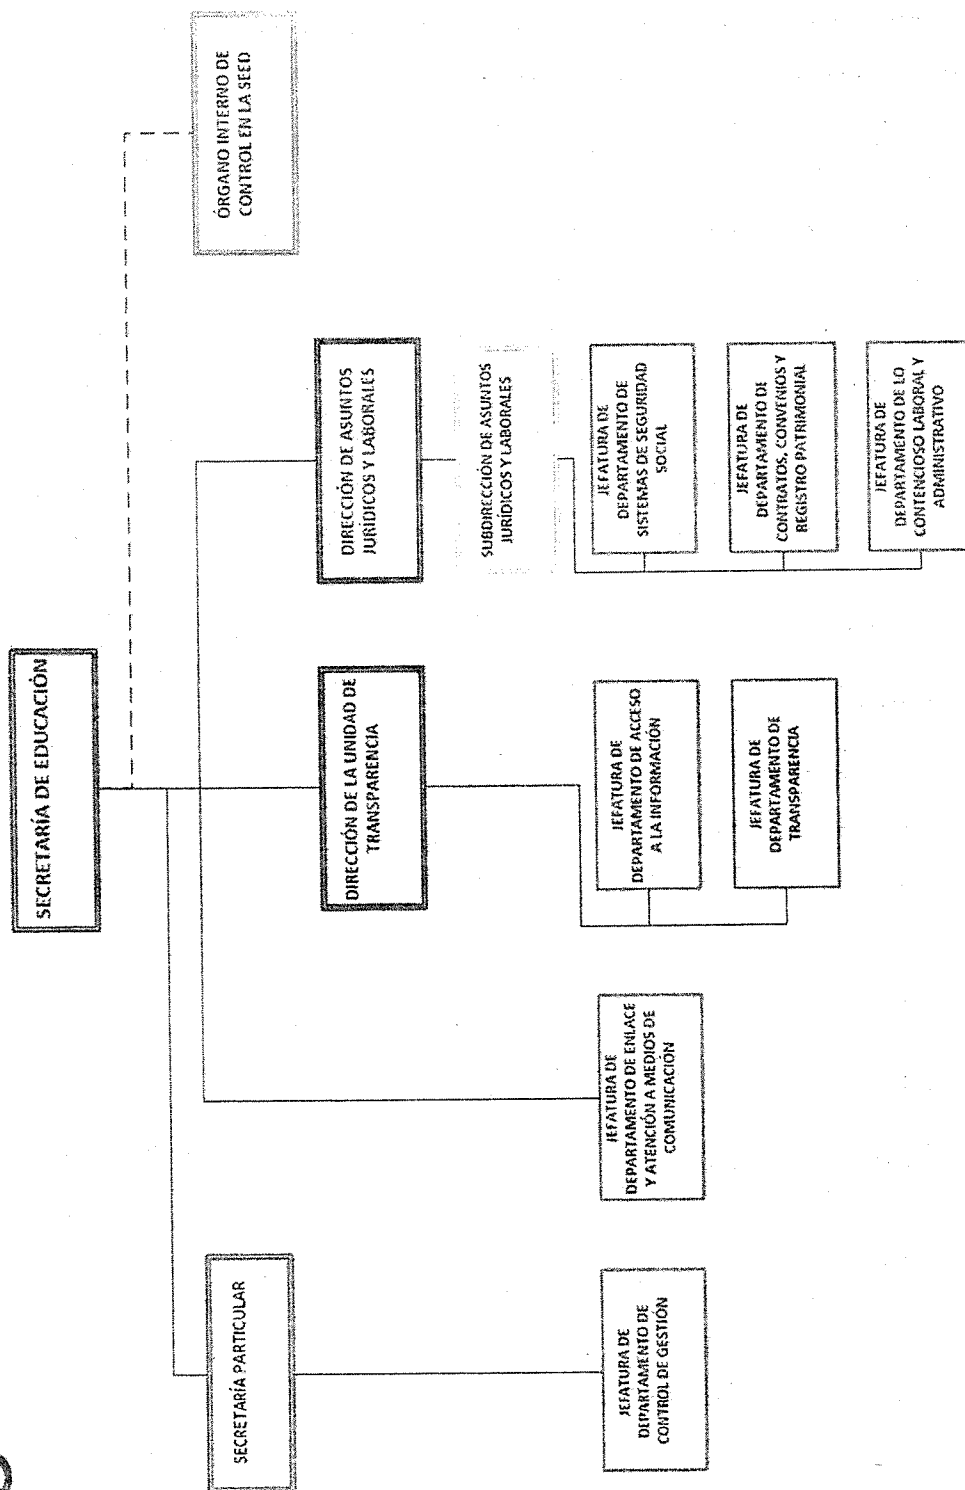 SECRETARÍA DE EDUCACIÓN
ÓRGANO INTERNO DE
CONTROL EN LA SEED
SECRETARÍA PARTICULAR
DIRECCIÓN DE LA UNIDAD DE
TRANSPARENCIA
DIRECCIÓN DE ASUNTOS
JURÍDICOS Y LABORALES
SUBDIRECCIÓN DE ASUNTOS
JURÍDICOS Y LABORALES
JEFATURA DE
DEPARTAMENTO DE
CONTROL DE GESTIÓN
JEFATURA DE
DEPARTAMENTO DE ENLACE
Y ATENCIÓN A MEDIOS DE
COMUNICACIÓN
JEFATURA DE
DEPARTAMENTO DE ACCESO
A LA INFORMACIÓN
JEFATURA DE
DEPARTAMENTO DE
TRANSPARENCIA
JEFATURA DE
DEPARTAMENTO DE
SISTEMAS DE SEGURIDAD
SOCIAL
JEFATURA DE
DEPARTAMENTO DE
CONTRATOS, CONVENIOS Y
REGISTRO PATRIMONIAL
JEFATURA DE
DEPARTAMENTO DE LO
CONTENCIOSO LABORAL Y
ADMINISTRATIVO